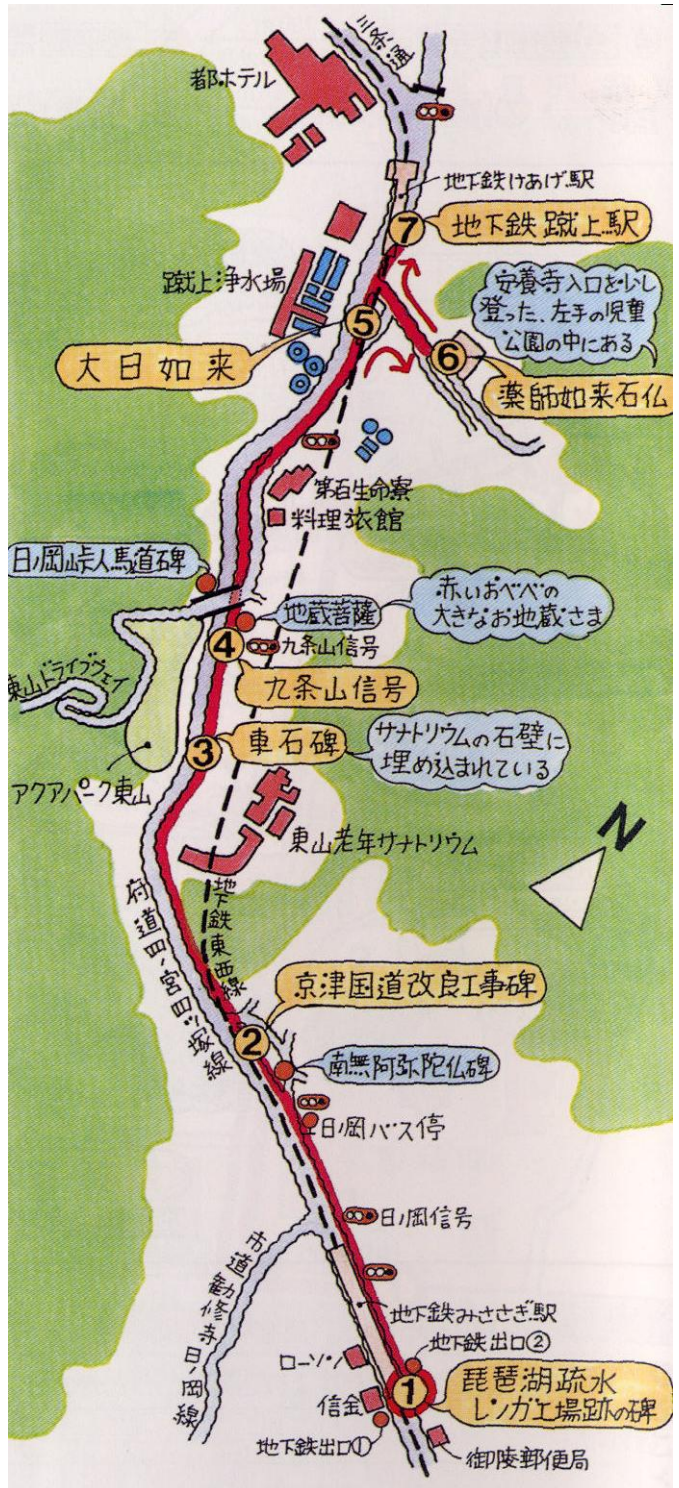 三条通
都ホテル
地下鉄けあげ駅
⑦
地下鉄蹴上駅
蹴上浄水場
安養寺入口を少し
登った、左手の児童
公園の中にある
⑤
大日如来
⑥
薬師如来石仏
第百生命寮
料理旅館
日ノ岡峠人馬道碑
地蔵菩薩
赤いおべべの
大きなお地蔵さま
④
九条山信号
九条山信号
東山ドライブウェイ
③
車石碑
サナトリウムの石壁に
埋め込まれている
アクアパーク東山
東山老年サナトリウム
N
地下鉄東西線
府道四ノ宮四ツ塚線
京津国道改良工事碑
②
南無阿弥陀仏碑
日ノ岡バス停
日ノ岡信号
市道勧修寺日ノ岡線
地下鉄みささぎ駅
地下鉄出口②
ローソン
①
琵琶湖疏水
レンガ工場跡の碑
信金
地下鉄出口①
御陵郵便局